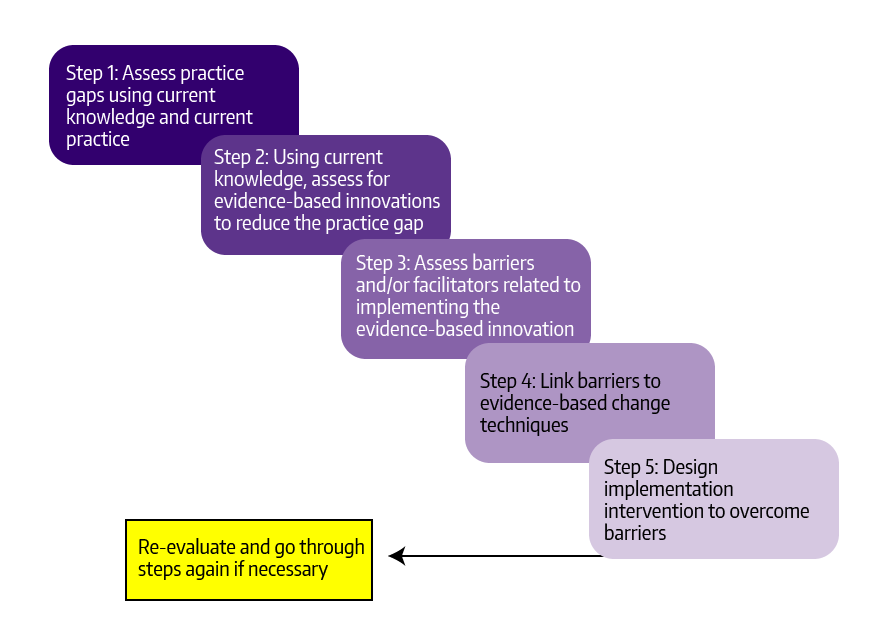 Step 1: Assess practice
gaps using current
knowledge and current
practice
Step 2: Using current
knowledge, assess for
evidence-based innovations
to reduce the practice gap
Step 3: Assess barriers
and/or facilitators related to
implementing the
evidence-based innovation
Step 4: Link barriers to
evidence-based change
techniques
Step 5: Design
implementation
intervention to overcome
barriers
Re-evaluate and go through
steps again if necessary